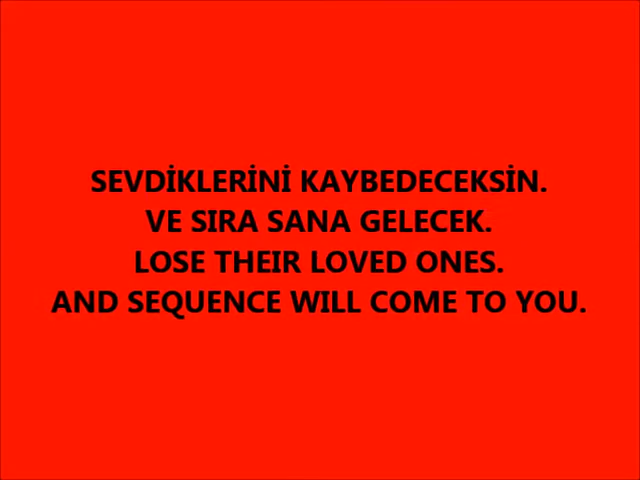 SEVDİKLERİNİ KAYBEDECEKSİN.
VE SIRA SANA GELECEK.
LOSE THEIR LOVED ONES.
AND SEQUENCE WILL COME TO YOU.